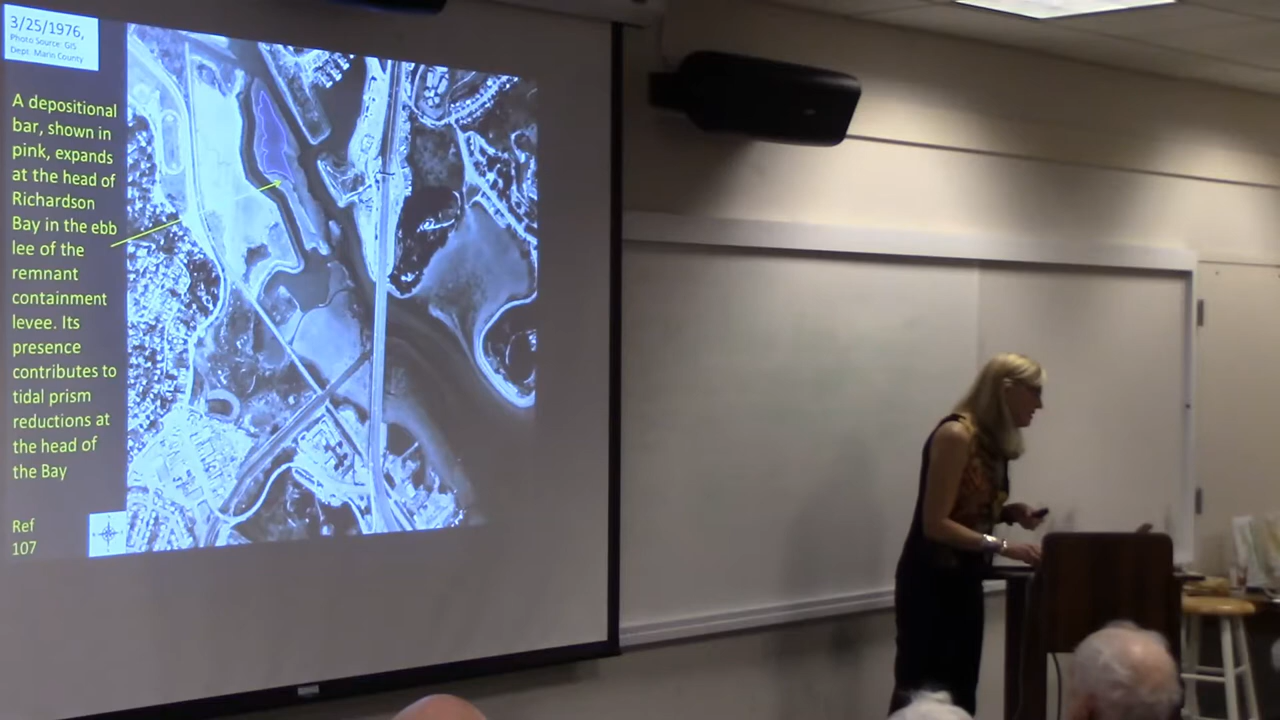 3/25/1976,
Photo Source: GIS
Dept. Marin County
A depositional
bar, shown in
pink, expands
at the head of
Richardson
Bay in the ebb
lee of the
remnant
containment
levee. Its
presence
contributes to
tidal prism
reductions at
the head of
the Bay
Ref
107